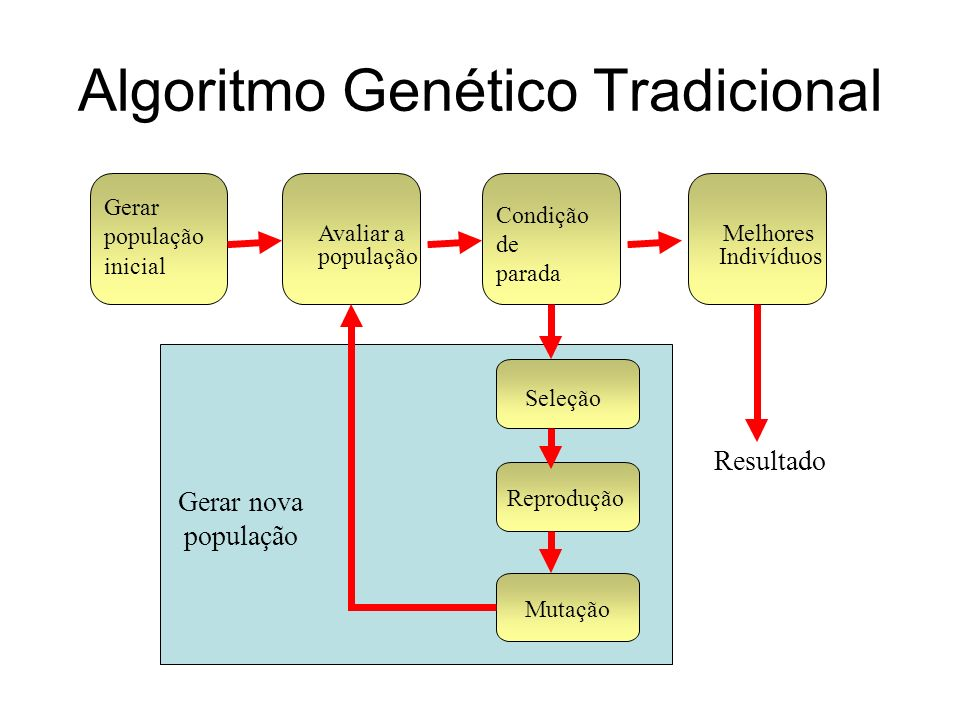 Algoritmo Genético Tradicional
Gerar
população
inicial
Avaliar a
população
Condição
de
parada
Melhores
Indivíduos
Seleção
Resultado
Reprodução
Gerar nova
população
Mutação